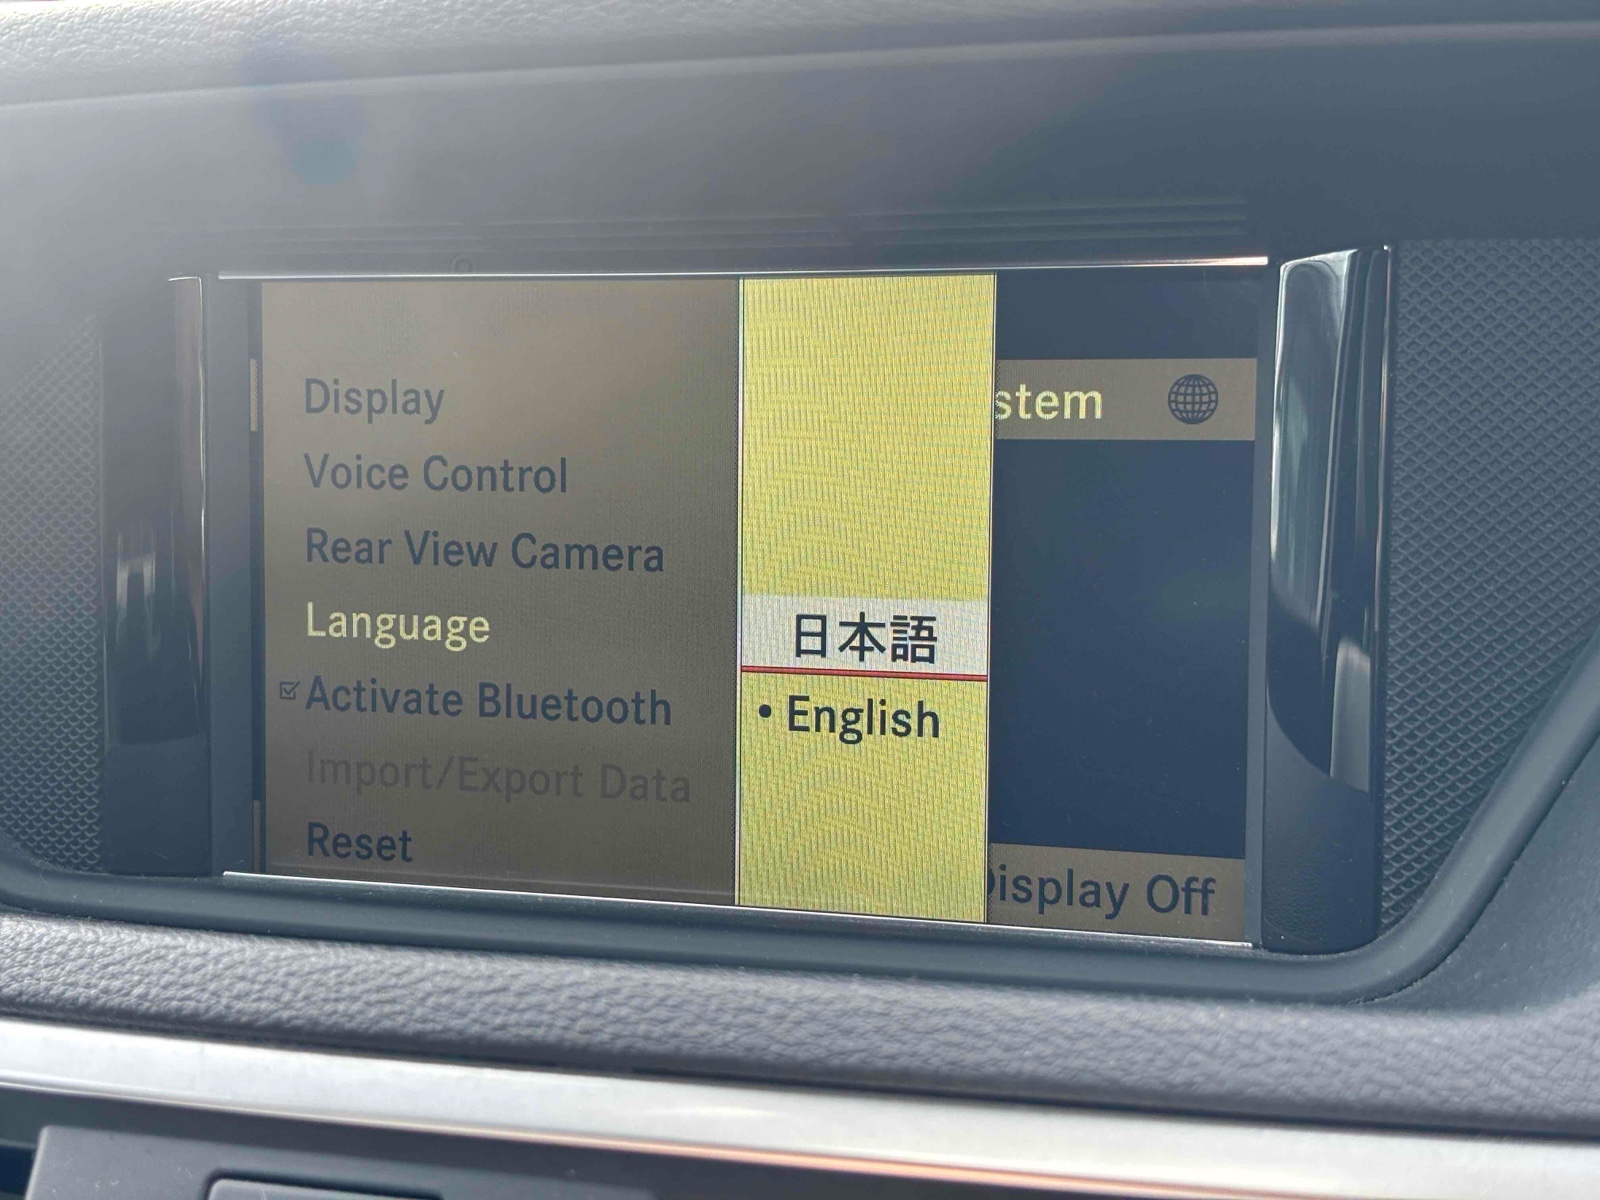 Display
Voice Control
Rear View Camera
Language
Activate Bluetooth
Import/Export Data
Reset
日本語
• English
stem
isplay Off